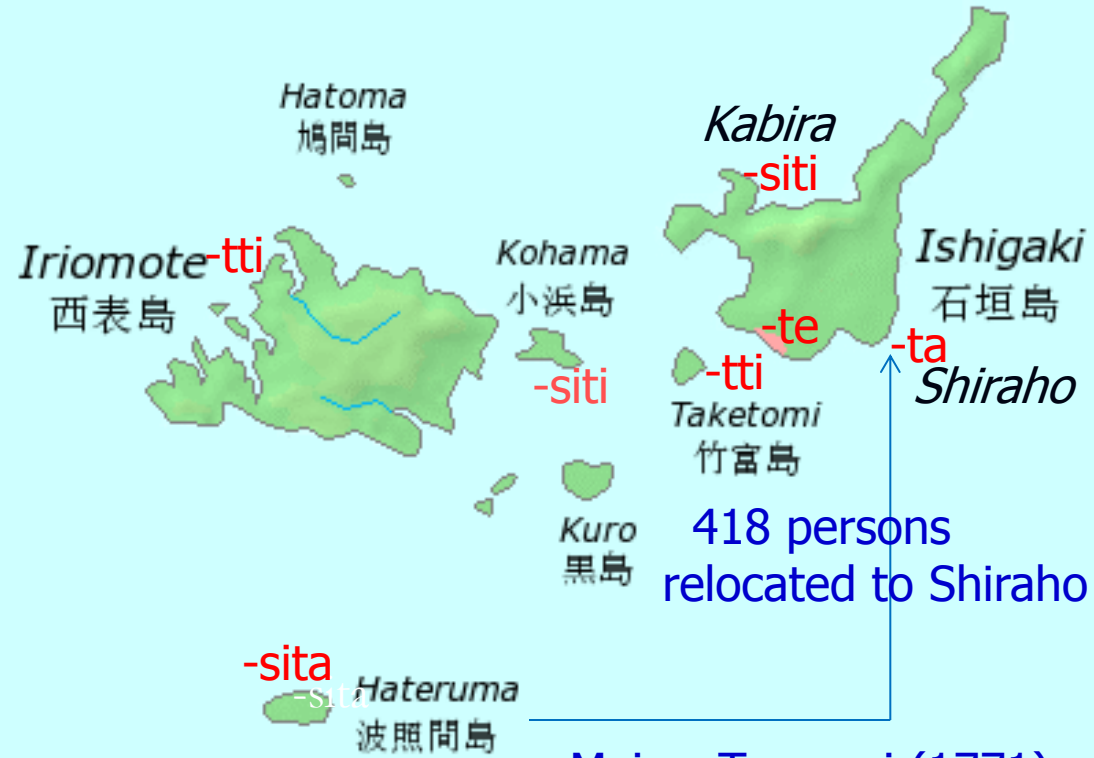 Hatoma
鳩間島
Kabira
-siti
Iriomote
-tti
西表島
Kohama
小浜島
-siti
Ishigaki
石垣島
-te
-ta
Shiraho
-tti
Taketomi
竹富島
Kuro
黒島
418 persons
relocated to Shiraho
-sita
-sita
Hateruma
波照間島
(1771)